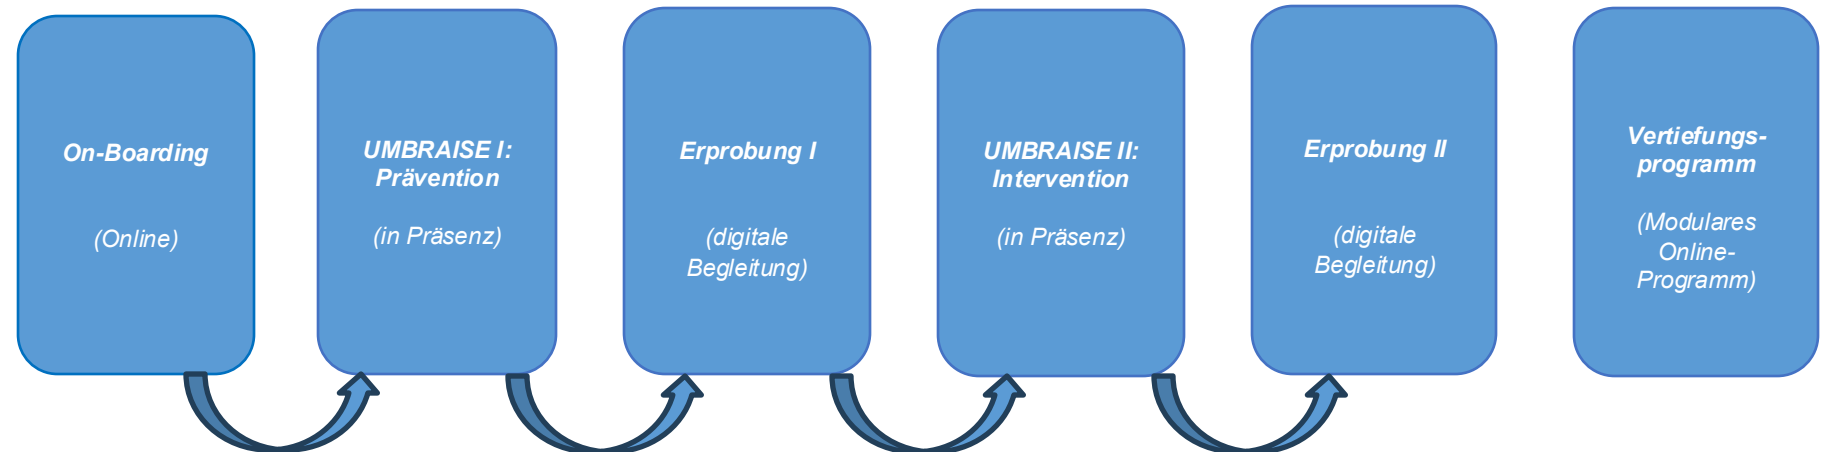 On-Boarding
(Online)
UMBRAISE I:
Prävention
(in Präsenz)
Erprobung I
(digitale
Begleitung)
UMBRAISE II:
Intervention
(in Präsenz)
Erprobung II
(digitale
Begleitung)
Vertiefungs-
programm
(Modulares
Online-
Programm)